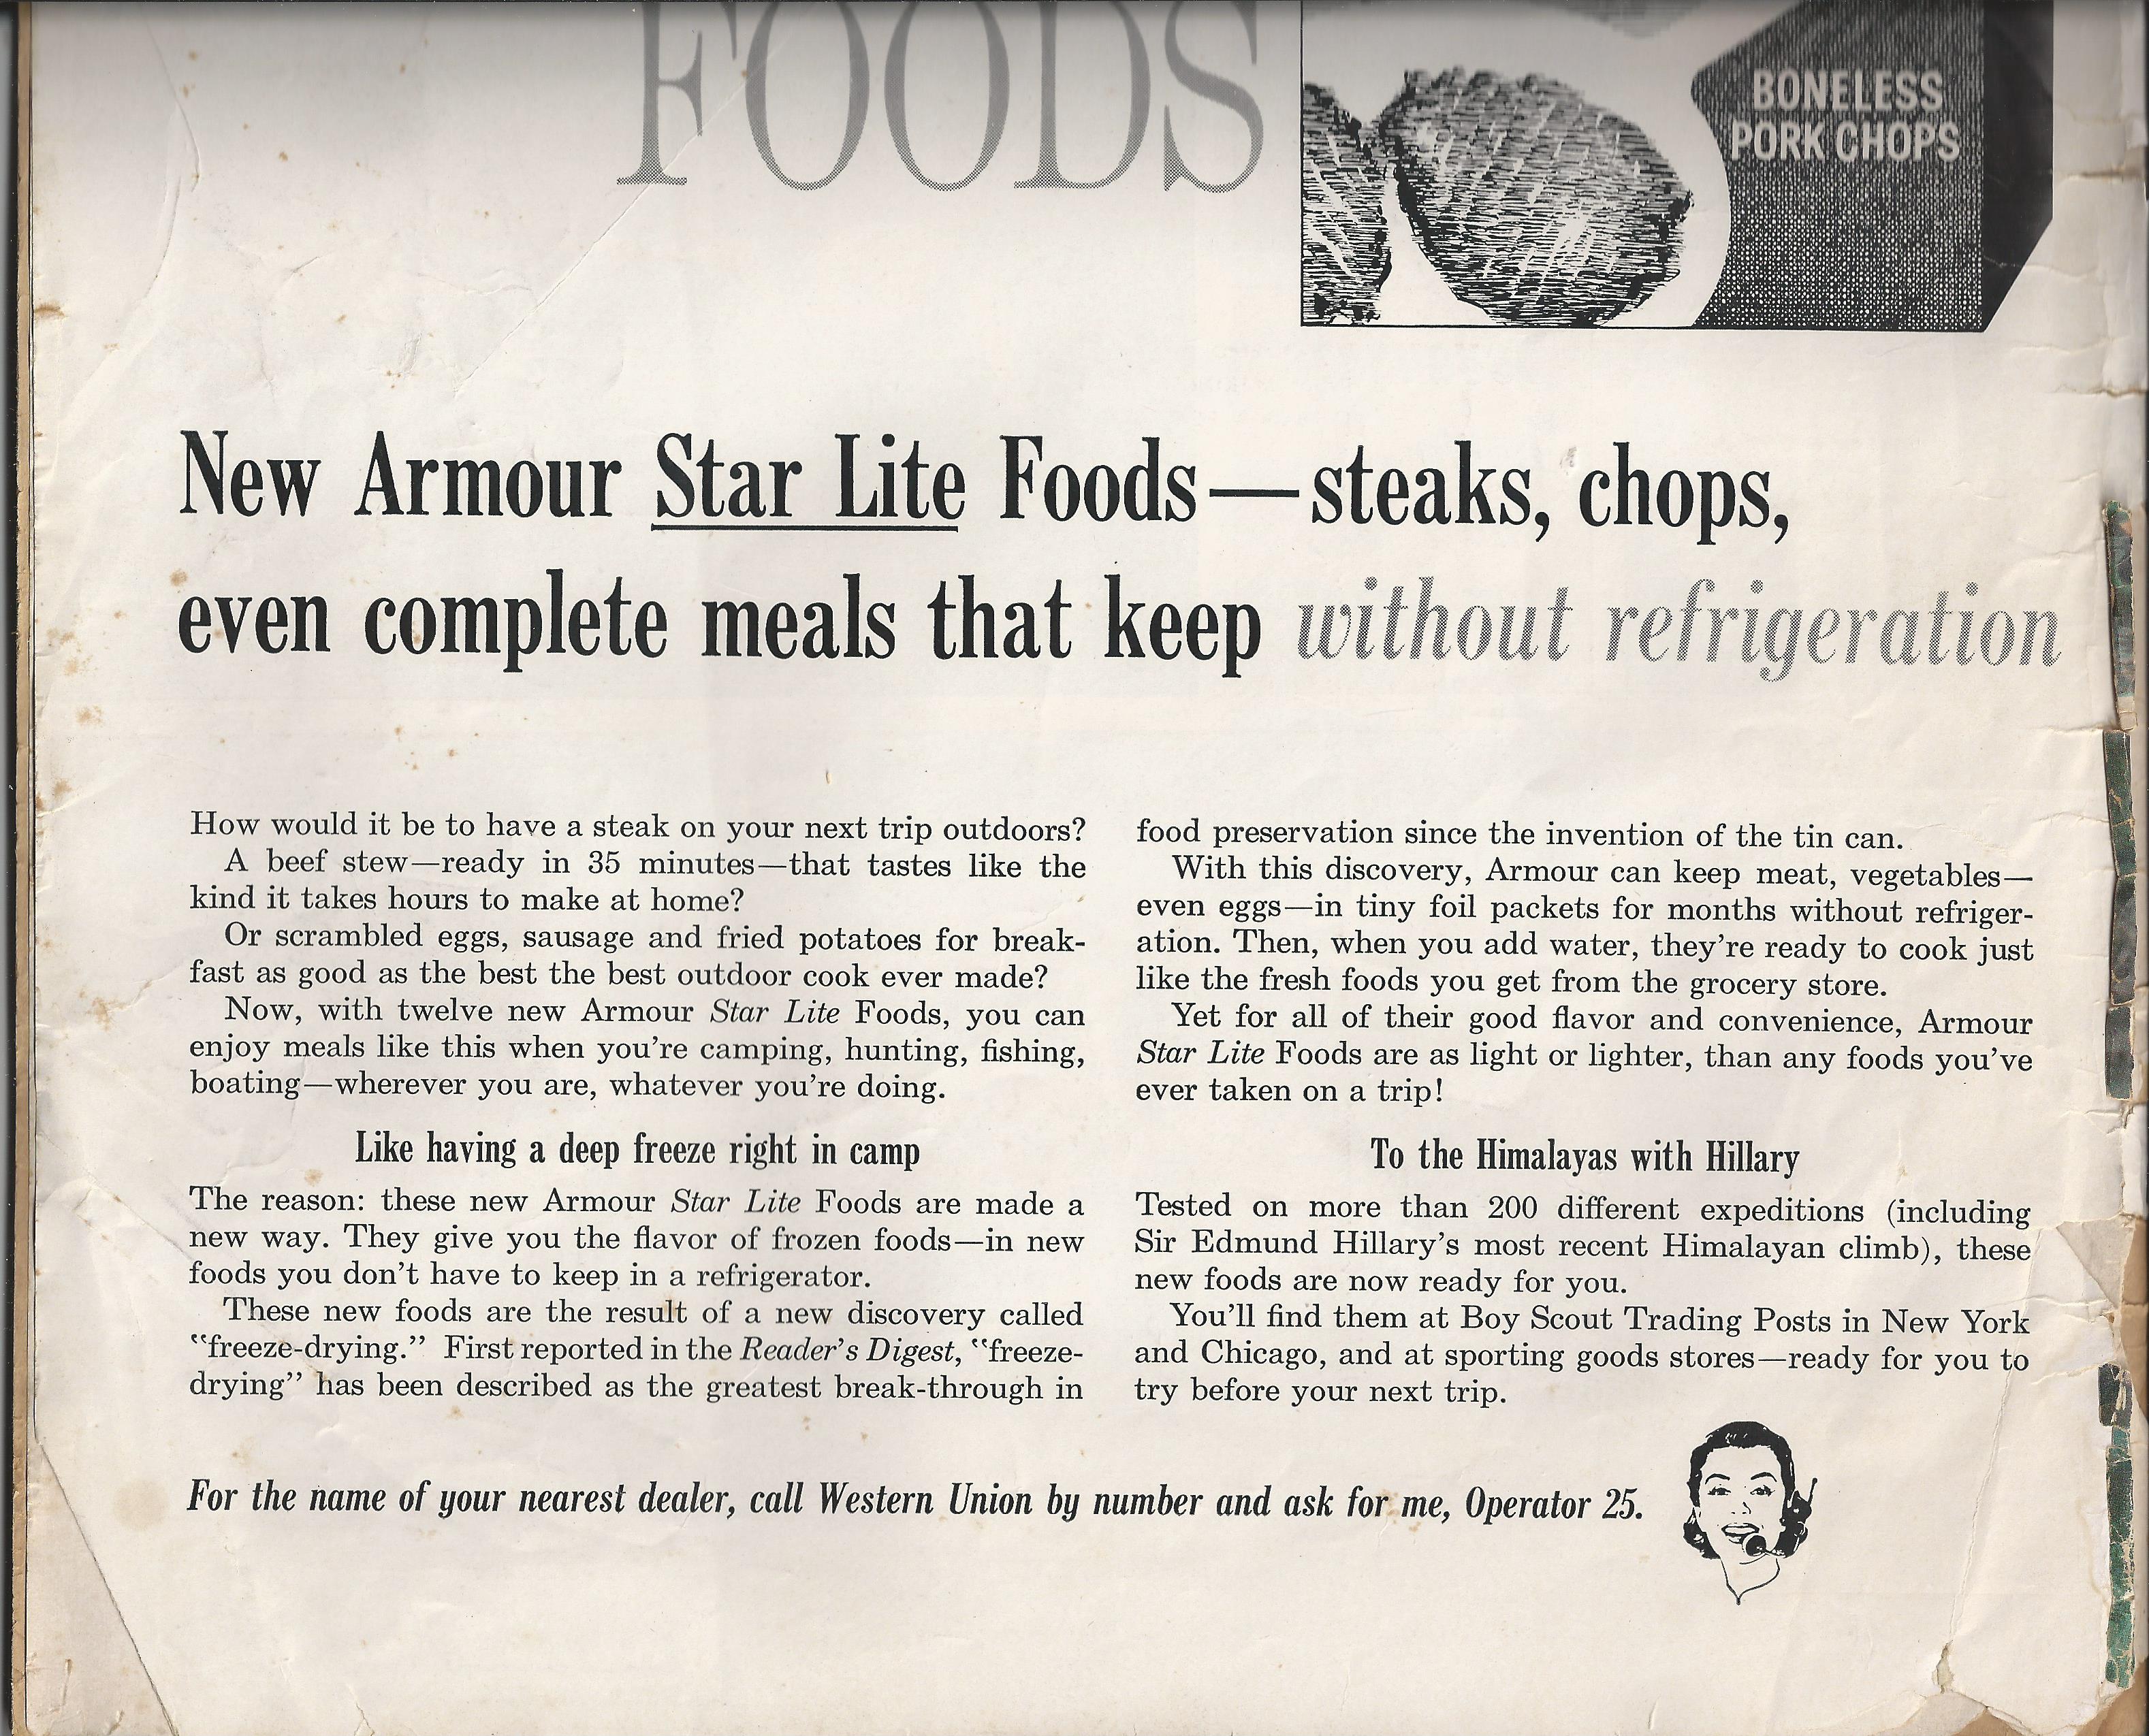 FOODS
BONELESS
PORK CHOPS
New Armour Star Lite Foods—steaks, chops,
even complete meals that keep without refrigeration
How would it be to have a steak on your next trip outdoors?
A beef stew—ready in 35 minutes—that tastes like the
kind it takes hours to make at home?
Or scrambled eggs, sausage and fried potatoes for break-
fast as good as the best the best outdoor cook ever made?
Now, with twelve new Armour Star Lite Foods, you can
enjoy meals like this when you're camping, hunting, fishing,
boating—wherever you are, whatever you're doing.
Like having a deep freeze right in camp
The reason: these new Armour Star Lite Foods are made a
new way. They give you the flavor of frozen foods—in new
foods you don't have to keep in a refrigerator.
These new foods are the result of a new discovery called
"freeze-drying." First reported in the Reader's Digest, "freeze-
drying" has been described as the greatest break-through in
food preservation since the invention of the tin can.
With this discovery, Armour can keep meat, vegetables—
even eggs—in tiny foil packets for months without refriger-
ation. Then, when you add water, they're ready to cook just
like the fresh foods you get from the grocery store.
Yet for all of their good flavor and convenience, Armour
Star Lite Foods are as light or lighter, than any foods you've
ever taken on a trip!
To the Himalayas with Hillary
Tested on more than 200 different expeditions (including
Sir Edmund Hillary's most recent Himalayan climb), these
new foods are now ready for you.
You'll find them at Boy Scout Trading Posts in New York
and Chicago, and at sporting goods stores—ready for you to
try before your next trip.
For the name of your nearest dealer, call Western Union by number and ask for me, Operator 25.